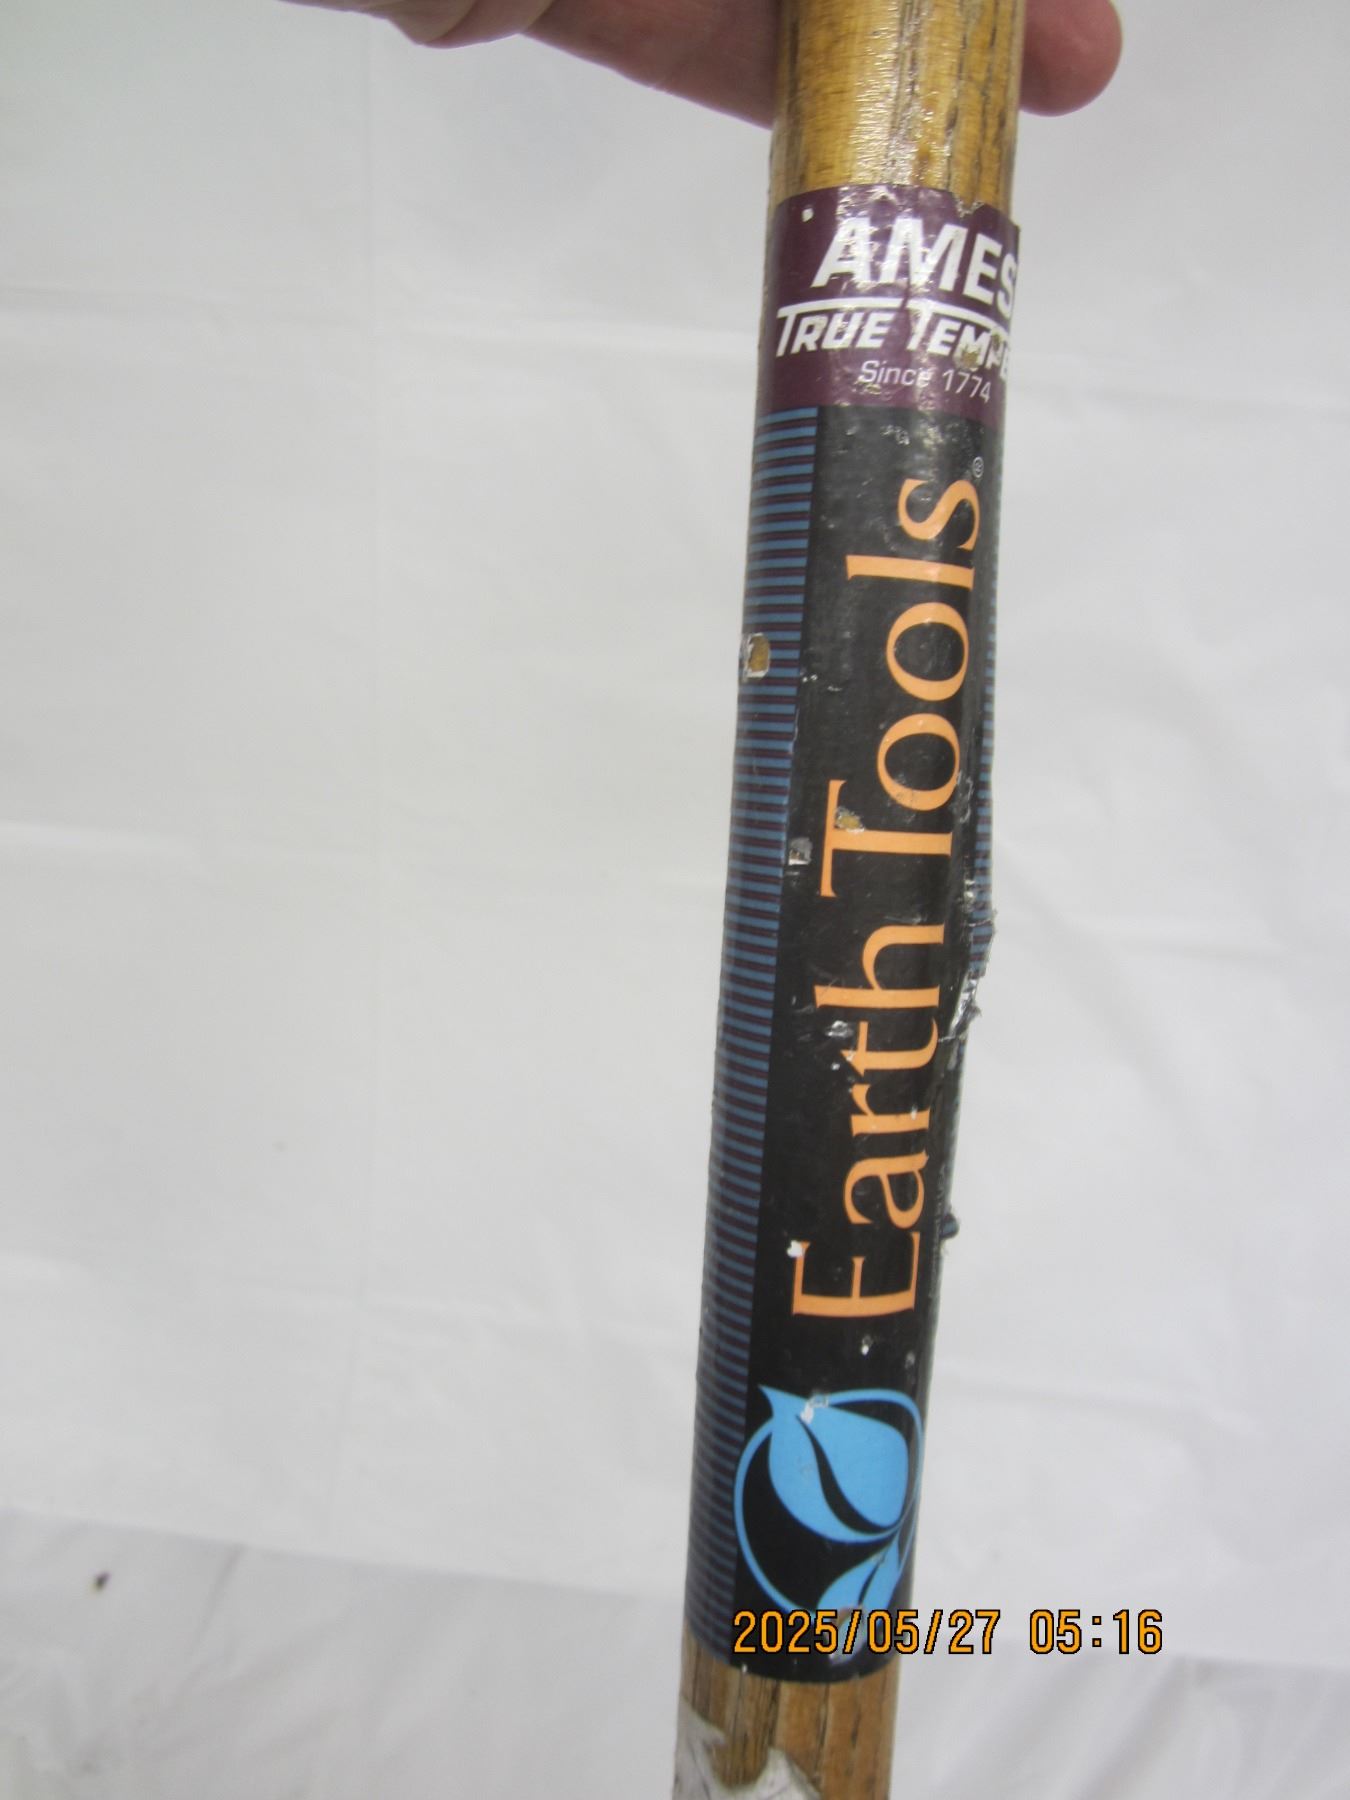 AMES
TRUE TEMPE
Since 1774
Earth Tools®
2025/05/27 05:16